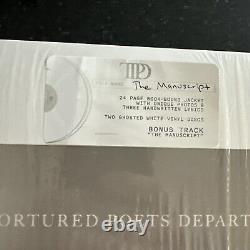 TTPD
The Manuscript
24 PAGE BOOK-BOUND JACKET
WITH UNIQUE PHOTOS &
THREE HANDWRITTEN LYRICS
TWO GHOSTED WHITE VINYL DISCS
BONUS TRACK
"THE MANUSCRIPT"
ORTURED POETS DEPART